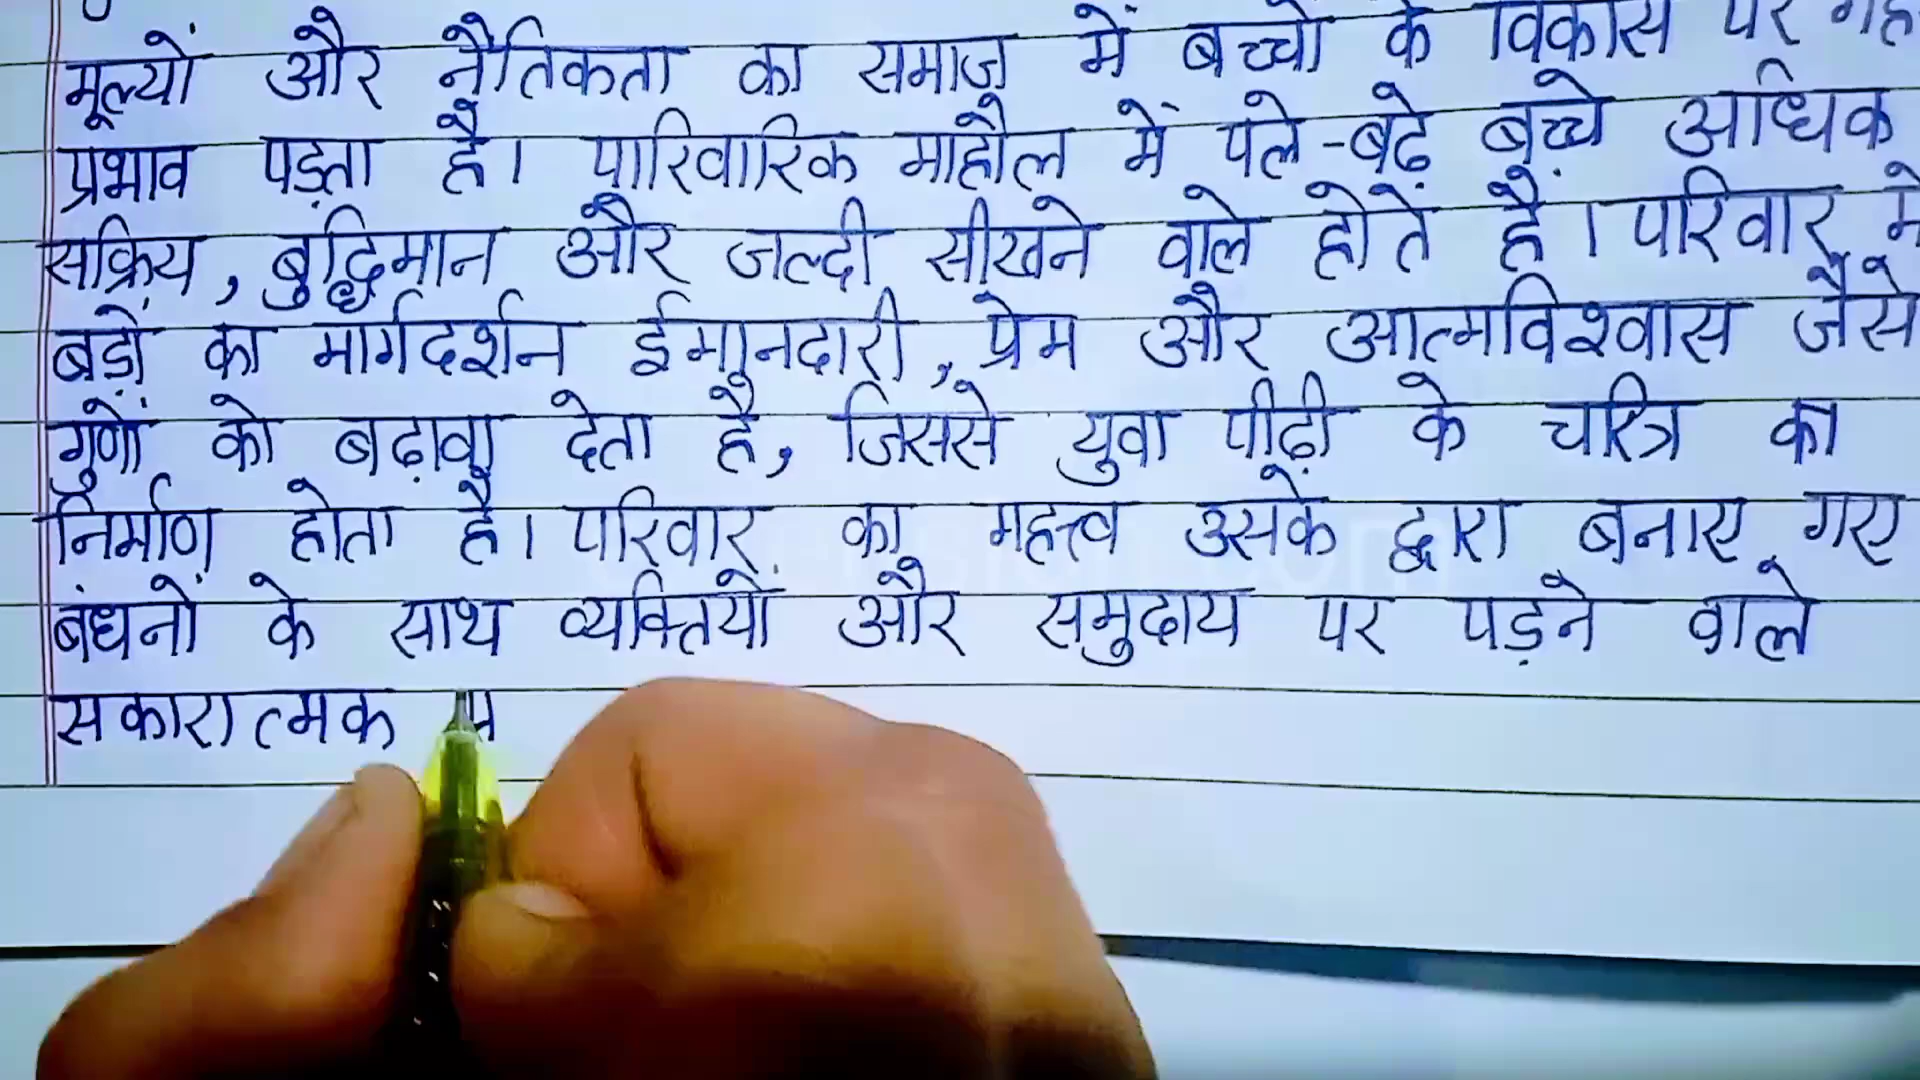 मूल्यों और नैतिकता का समाज में बच्चों के विकास पर
प्रभाव पड़ता है। पारिवारिक माहौल में पले-बढ़े बच्चे अधिक
सक्रिय, बुद्धिमान और जल्दी सीखने वाले होतें हैं। परिवार में
बड़ों का मार्गदर्शन ईमानदारी, प्रेम और आत्मविश्वास जैसे
गुणों को बढ़ावा देता है, जिससे युवा पीढ़ी के चरित्र का
निर्माण होता है। परिवार का महत्त्व उसके द्वारा बनाए गए
बंधनों के साथ व्यक्तियों और समुदाय पर पड़ने वाले
सकारात्मक